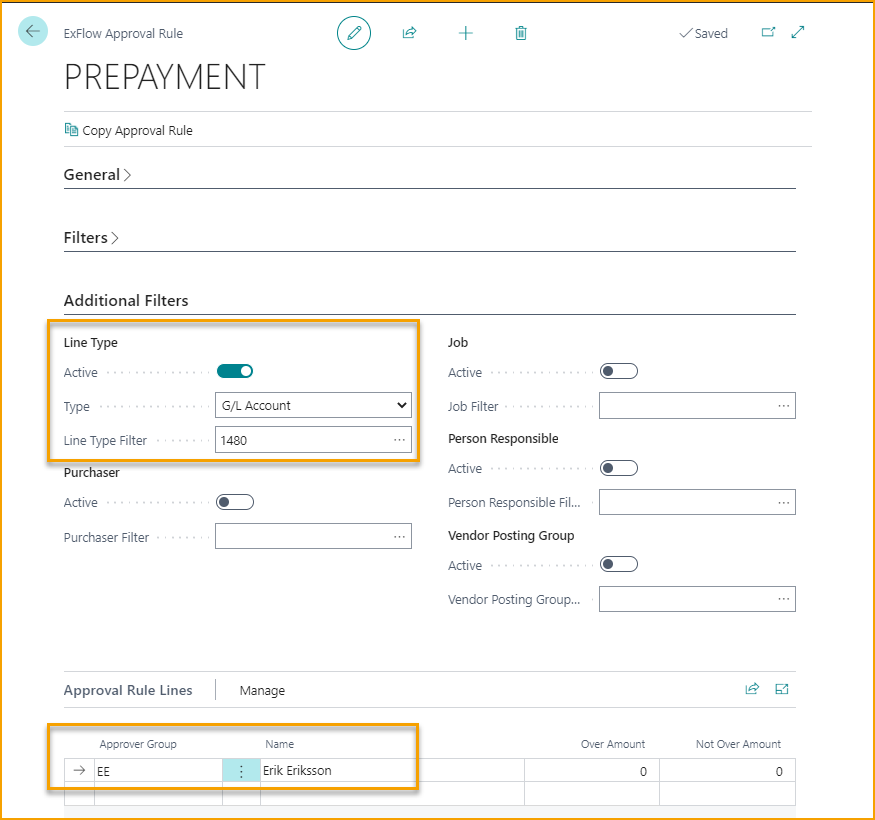 ExFlow Approval Rule
Saved
PREPAYMENT
Copy Approval Rule
General
Filters
Additional Filters
Line Type
Active
Type
G/L Account
Line Type Filter
1480
Purchaser
Active
Purchaser Filter
Job
Active
Job Filter
Person Responsible
Active
Person Responsible Fil...
Vendor Posting Group
Active
Vendor Posting Group...
Approval Rule Lines
Manage
Approver Group Name Over Amount Not Over Amount
EE Erik Eriksson 0 0